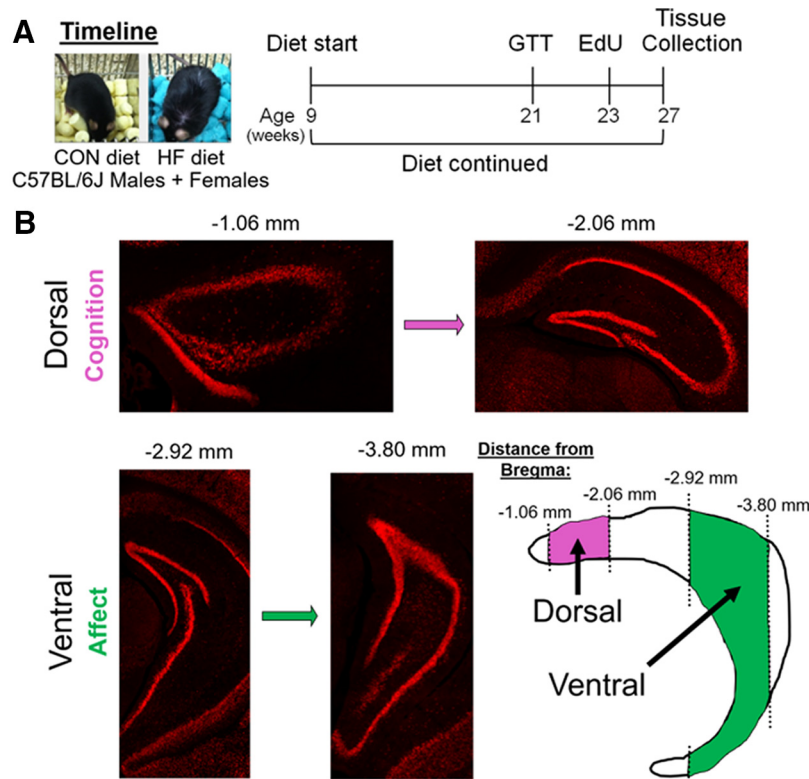 A
Timeline
CON diet
HF diet
C57BL/6J Males + Females
Diet start
GTT
EdU
Tissue
Collection
Age
(weeks)
9
21
23
27
Diet continued
B
Dorsal
Cognition
-1.06 mm
-2.06 mm
Ventral
Affect
-2.92 mm
-3.80 mm
Distance from
Bregma:
-1.06 mm
-2.06 mm
-2.92 mm
-3.80 mm
Dorsal
Ventral